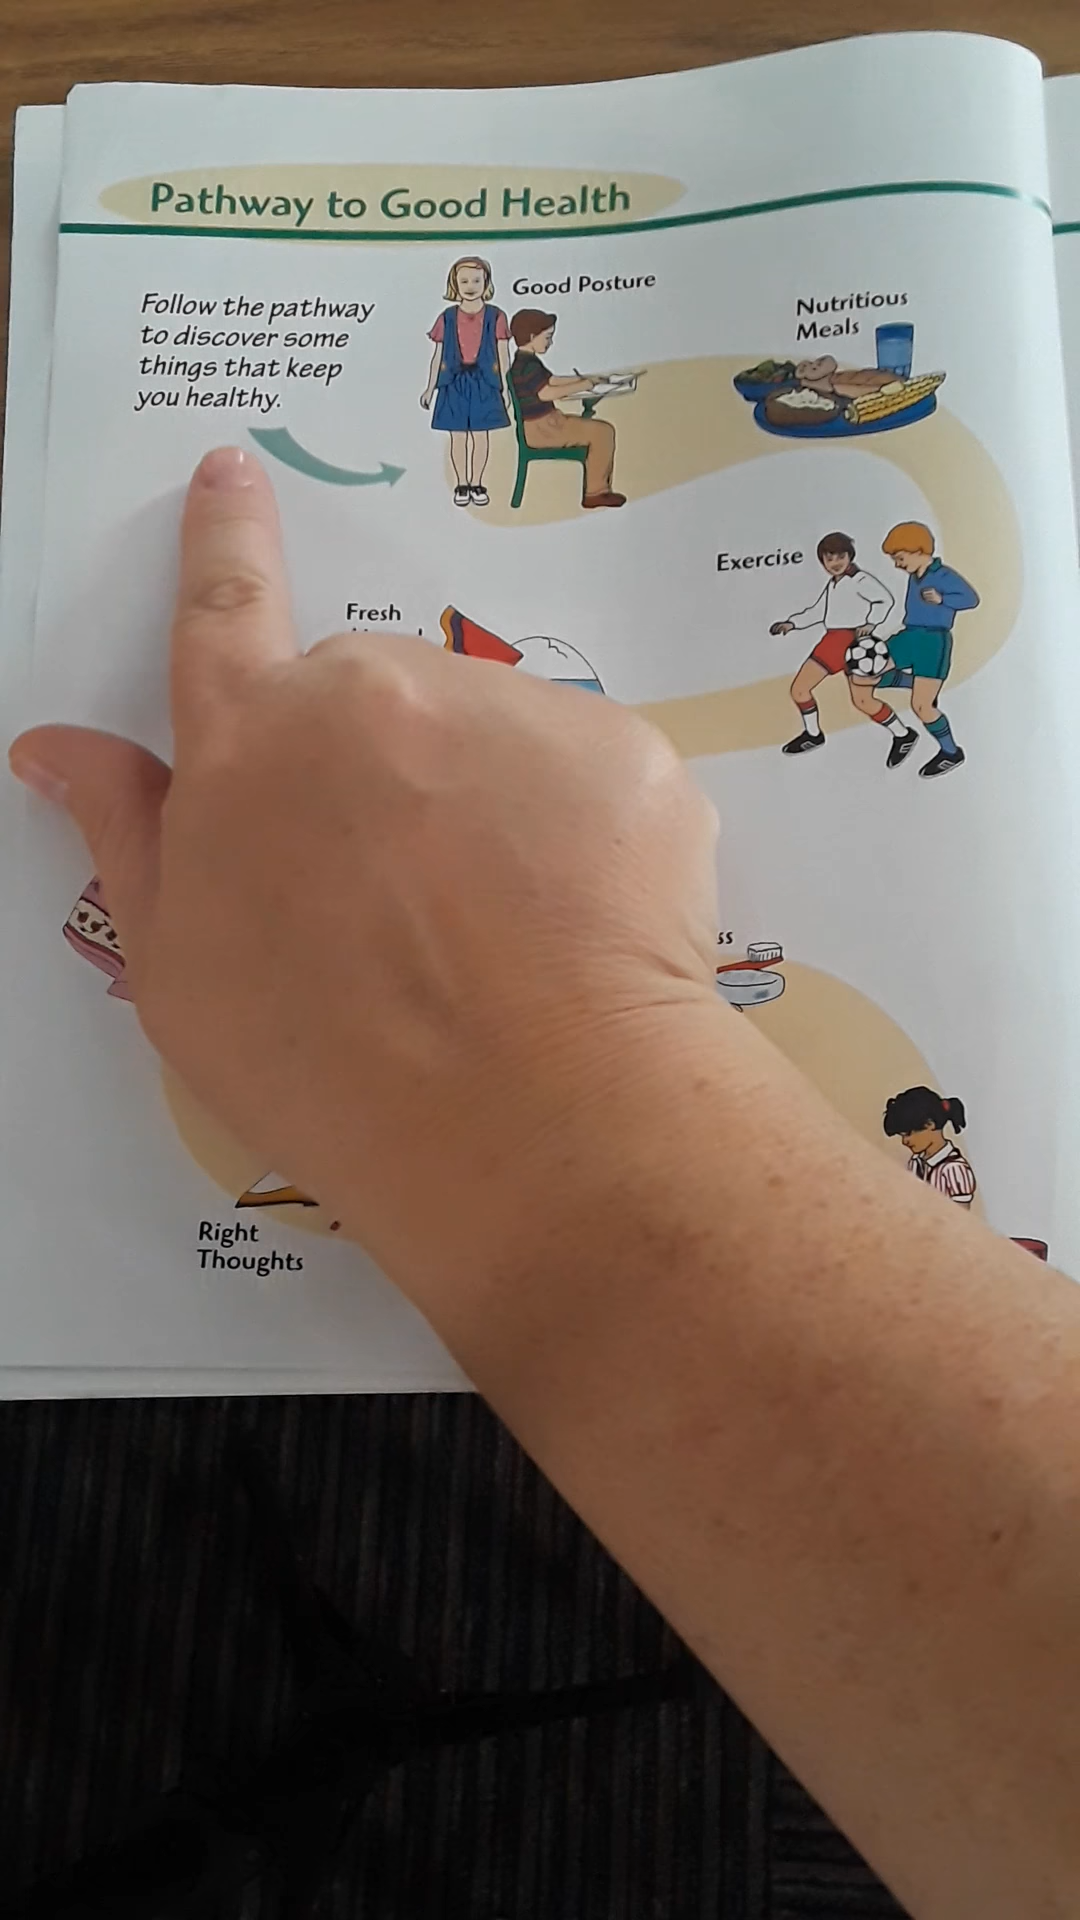 Pathway to Good Health
Follow the pathway
to discover some
things that keep
you healthy.
Good Posture
Nutritious
Meals
Exercise
Fresh
Right
Thoughts